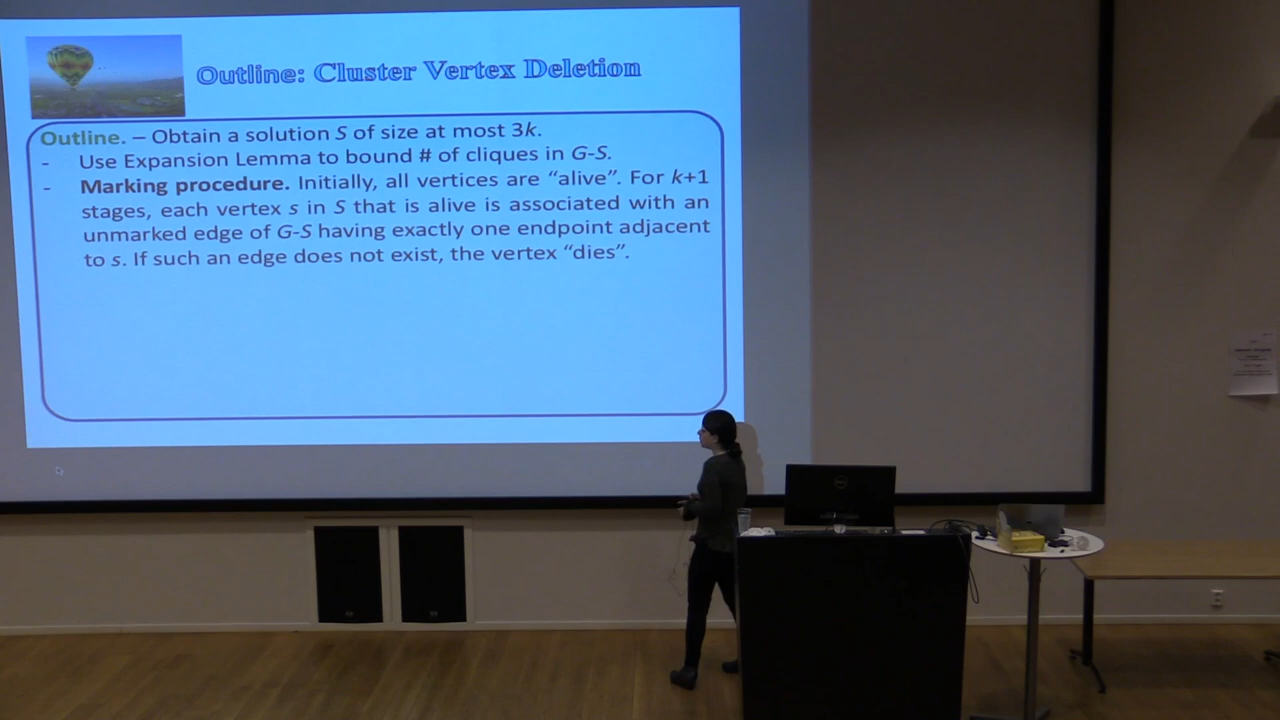 Outline: Cluster Vertex Deletion
Outline. – Obtain a solution S of size at most 3k.
- Use Expansion Lemma to bound # of cliques in G-S.
- Marking procedure. Initially, all vertices are “alive”. For k+1
stages, each vertex s in S that is alive is associated with an
unmarked edge of G-S having exactly one endpoint adjacent
to s. If such an edge does not exist, the vertex “dies”.